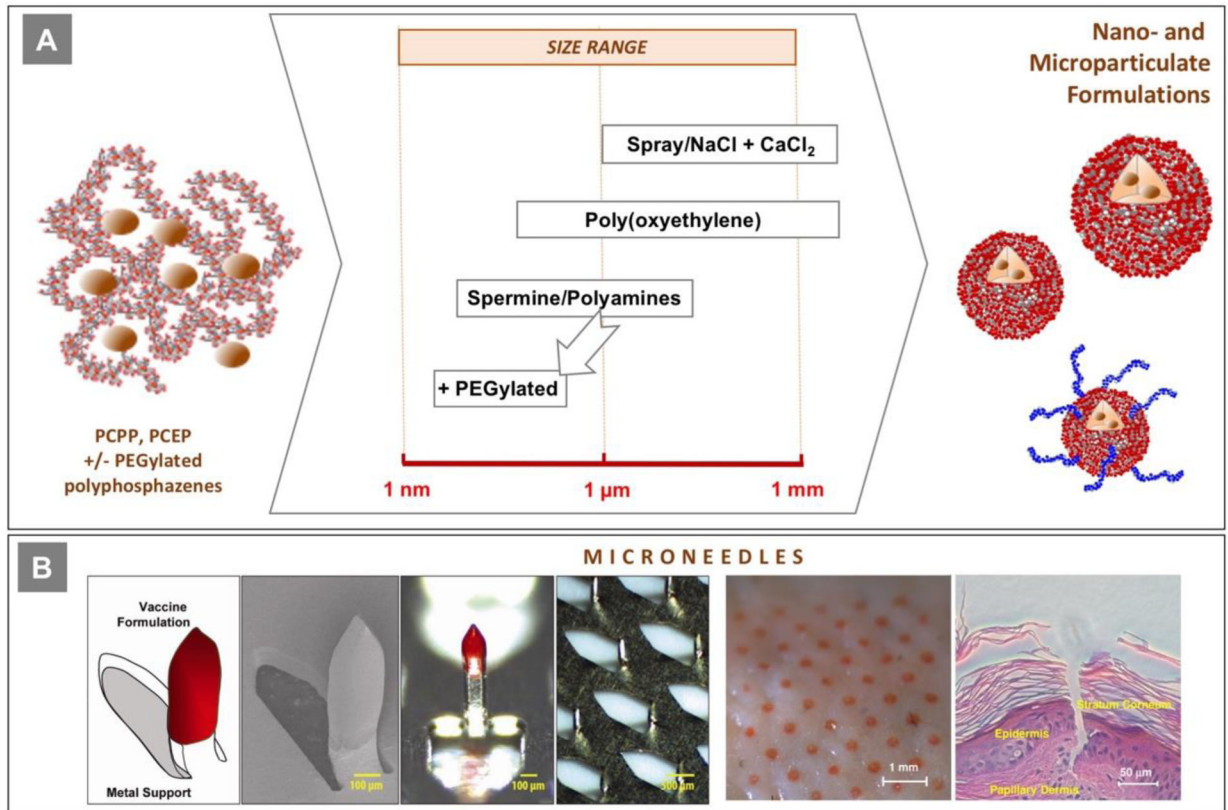 A
SIZE RANGE
Nano- and
Microparticulate
Formulations
Spray/NaCl + CaCl₂
Poly(oxyethylene)
Spermine/Polyamines
+ PEGylated
PCPP, PCEP
+/- PEGylated
polyphosphazenes
1 nm
1 µm
1 mm
B
MICRONEEDLES
Vaccine
Formulation
Metal Support
100 µm
100 µm
500 µm
1 mm
Stratum Corneum
Epidermis
Papillary Dermis
50 µm